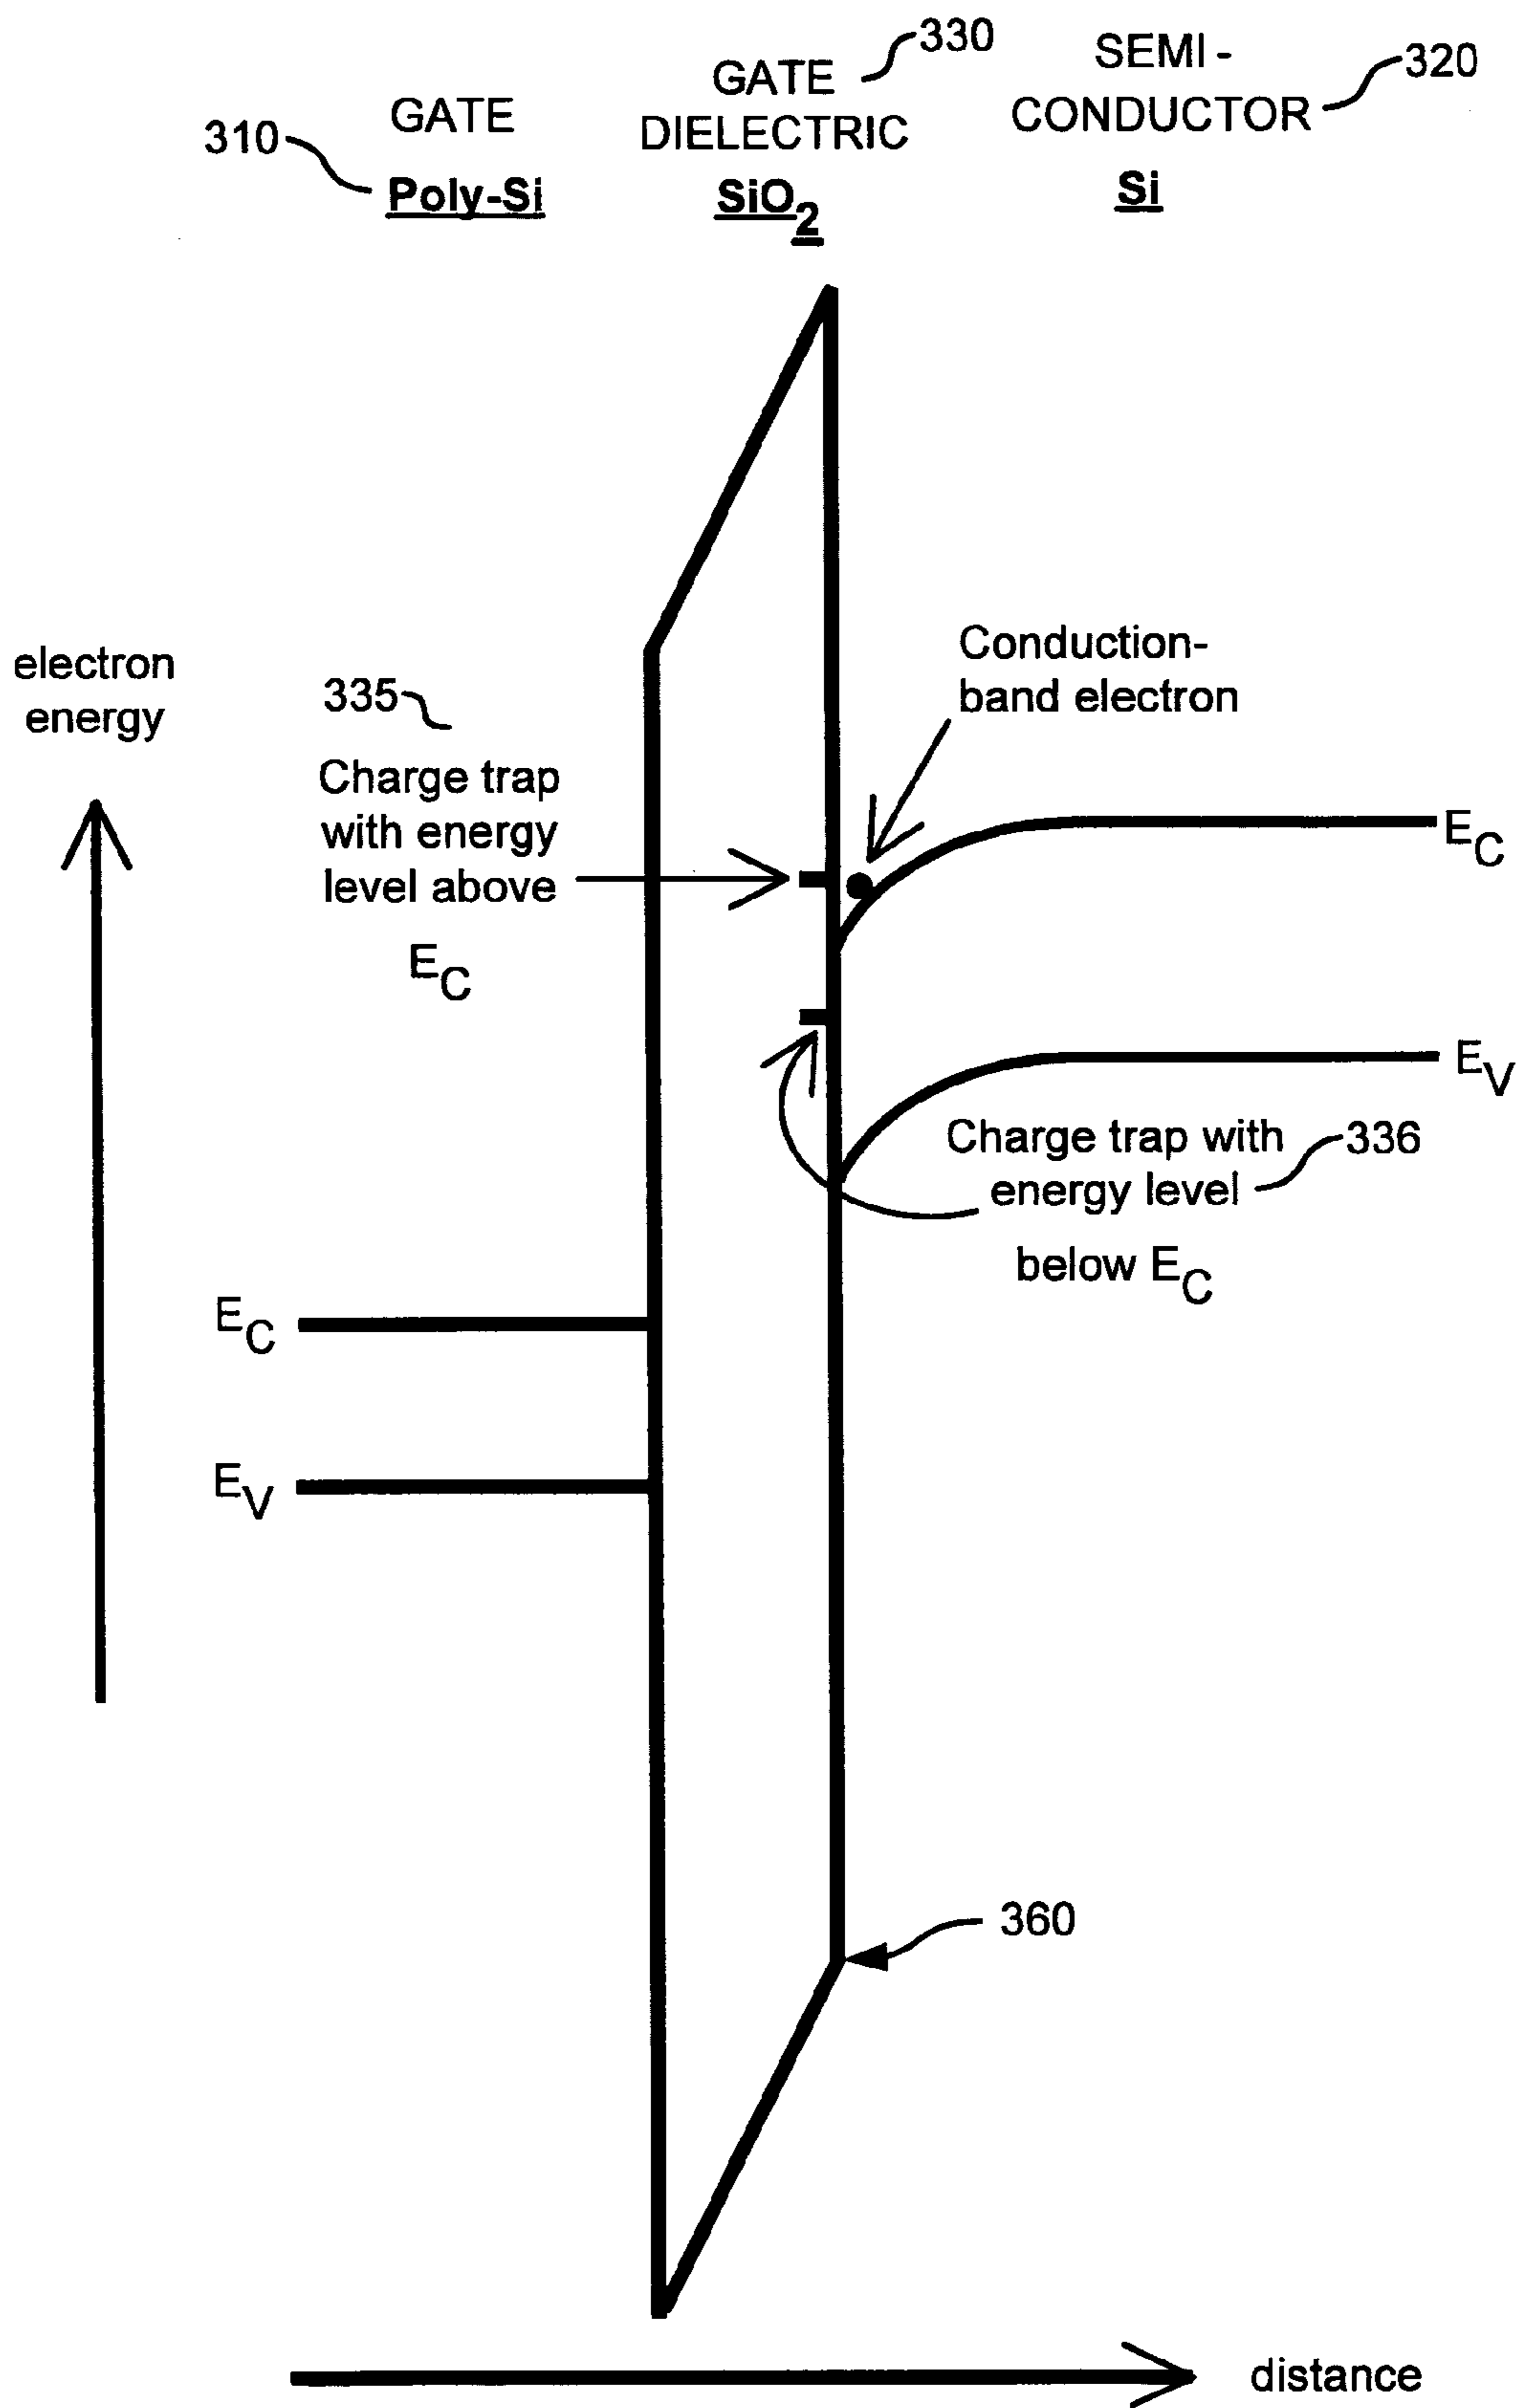 330
SEMI -
320
GATE
CONDUCTOR
GATE
DIELECTRIC
310
Poly-Si
SiO2
Si
electron
energy
335
Charge trap
with energy
level above
EC
Conduction-
band electron
EC
EV
Charge trap with
336
energy level
below EC
EC
EV
360
distance